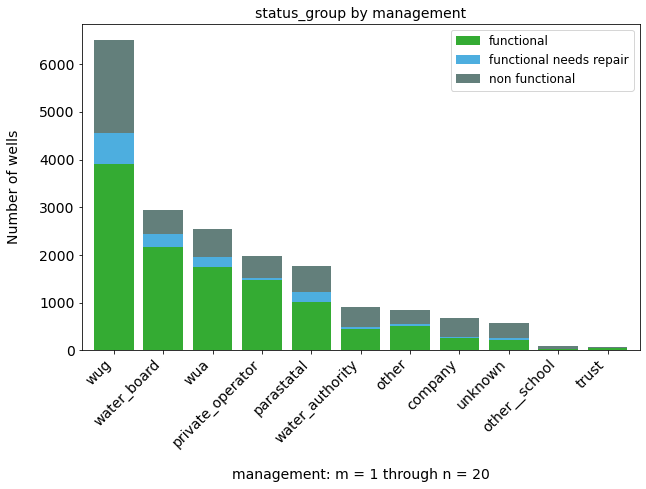 status_group by management
functional
functional needs repair
non functional
Number of wells
6000
5000
4000
3000
2000
1000
0
wug
water_board
wua
private_operator
parastatal
water_authority
other
company
unknown
other__school
trust
management: m = 1 through n = 20